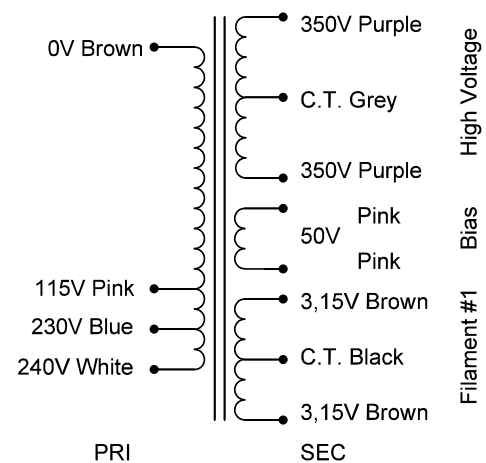 350V Purple
0V Brown
C.T. Grey
350V Purple
High Voltage
Pink
50V
Pink
Bias
115V Pink
3,15V Brown
230V Blue
C.T. Black
240V White
3,15V Brown
Filament #1
PRI
SEC